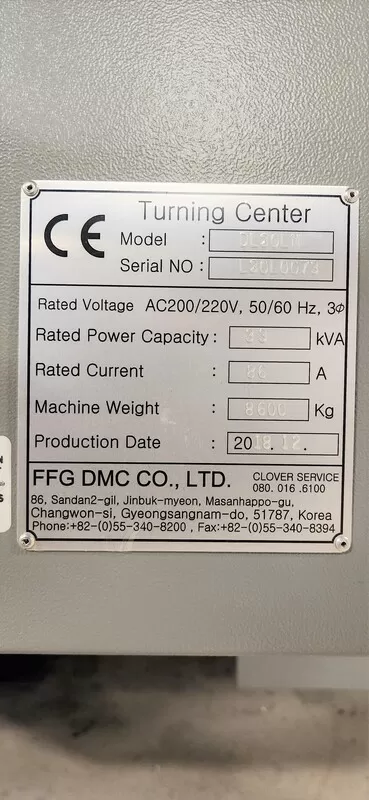 CE
Turning Center
Model :
Serial NO :
Rated Voltage AC200/220V, 50/60 Hz, 3Φ
Rated Power Capacity : kVA
Rated Current : A
Machine Weight : 8600 Kg
Production Date : 2018.12.
FFG DMC CO., LTD. CLOVER SERVICE
080. 016 .6100
86, Sandan2-gil, Jinbuk-myeon, Masanhappo-gu,
Changwon-si, Gyeongsangnam-do, 51787, Korea
Phone:+82-(0)55-340-8200 , Fax:+82-(0)55-340-8394